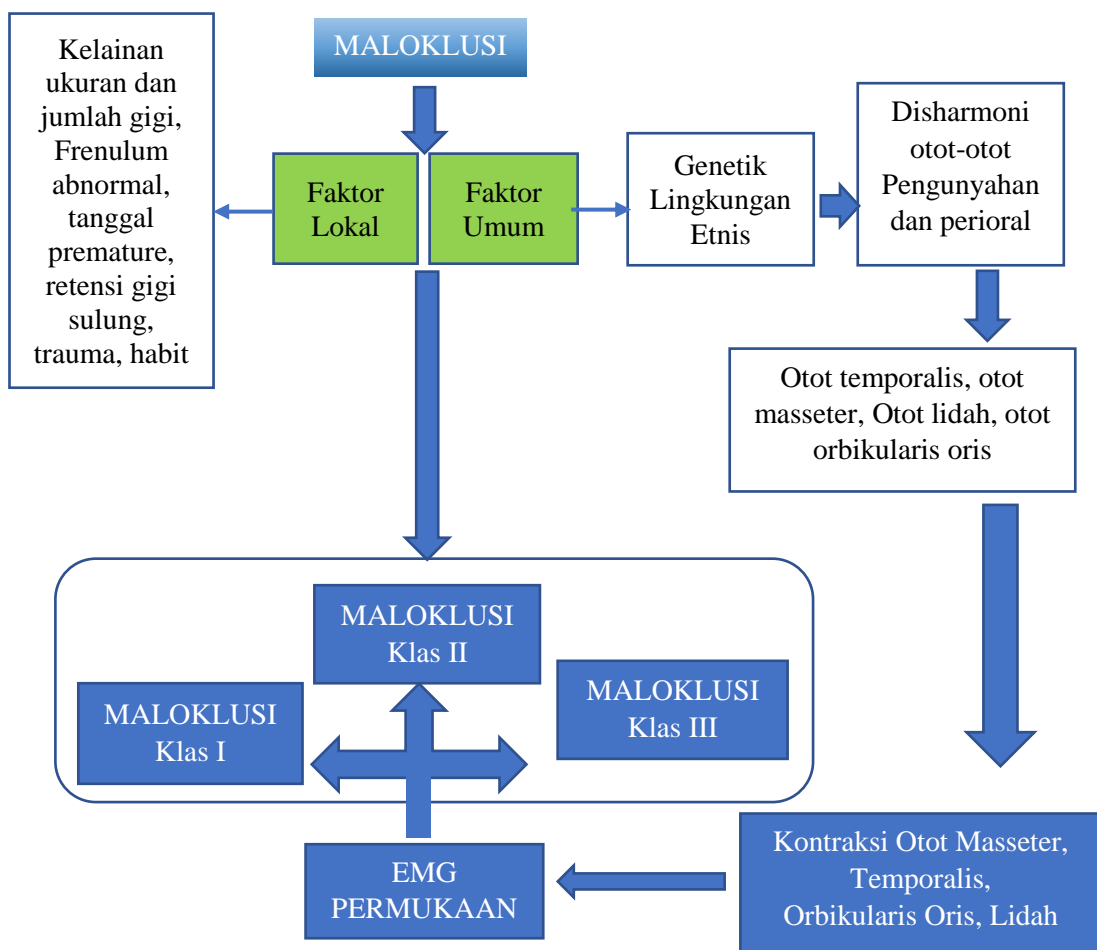 MALOKLUSI
Kelainan
ukuran dan
jumlah gigi,
Frenulum
abnormal,
tanggal
premature,
retensi gigi
sulung,
trauma, habit
Faktor
Lokal
Faktor
Umum
Genetik
Lingkungan
Etnis
Disharmoni
otot-otot
Pengunyahan
dan perioral
Otot temporalis, otot
masseter, Otot lidah, otot
orbikularis oris
MALOKLUSI
Klas II
MALOKLUSI
Klas I
MALOKLUSI
Klas III
EMG
PERMUKAAN
Kontraksi Otot Masseter,
Temporalis,
Orbikularis Oris, Lidah